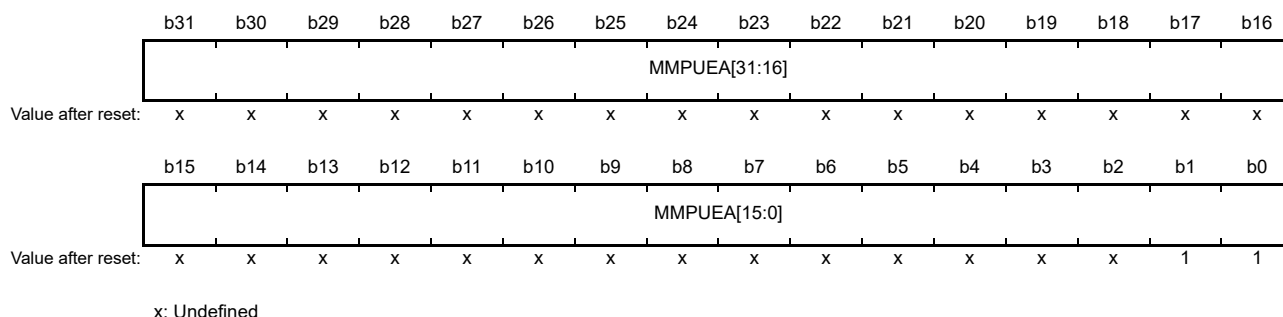 b31 b30 b29 b28 b27 b26 b25 b24 b23 b22 b21 b20 b19 b18 b17 b16
MMPUEA[31:16]
Value after reset: x x x x x x x x x x x x x x x x
b15 b14 b13 b12 b11 b10 b9 b8 b7 b6 b5 b4 b3 b2 b1 b0
MMPUEA[15:0]
Value after reset: x x x x x x x x x x x x x x 1 1
x: Undefined